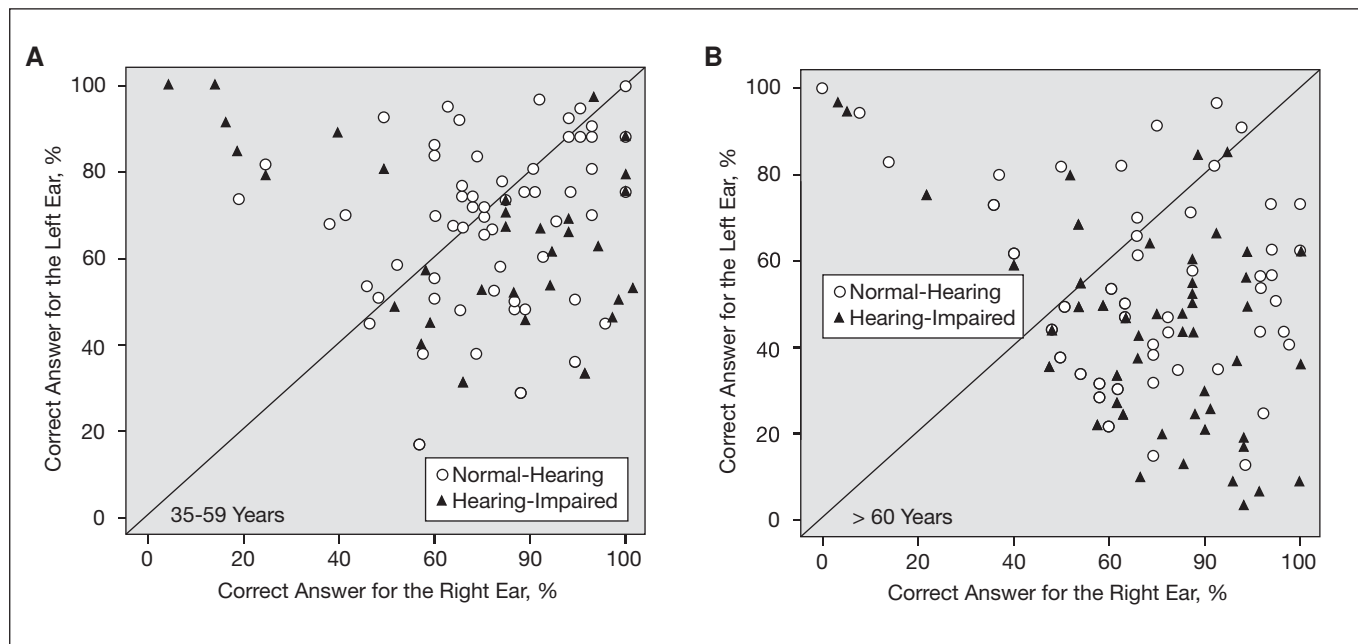 A
Correct Answer for the Left Ear, %
100
80
60
40
20
0
35-59 Years
Normal-Hearing
Hearing-Impaired
0 20 40 60 90 100
Correct Answer for the Right Ear, %
B
Correct Answer for the Left Ear, %
100
80
60
40
20
0
Normal-Hearing
Hearing-Impaired
> 60 Years
0 20 40 60 90 100
Correct Answer for the Right Ear, %